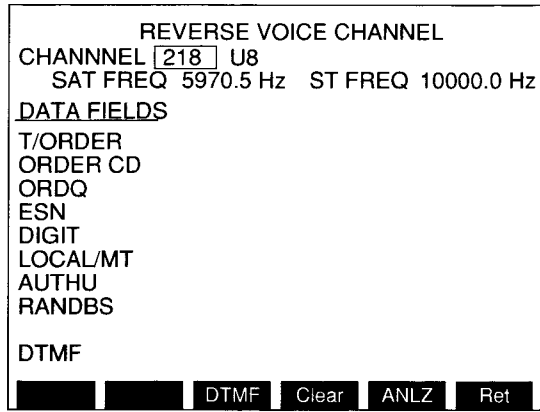 REVERSE VOICE CHANNEL
CHANNNEL 218 U8
SAT FREQ 5970.5 Hz ST FREQ 10000.0 Hz
DATA FIELDS
T/ORDER
ORDER CD
ORDQ
ESN
DIGIT
LOCAL/MT
AUTHU
RANDBS
DTMF
DTMF Clear ANLZ Ret